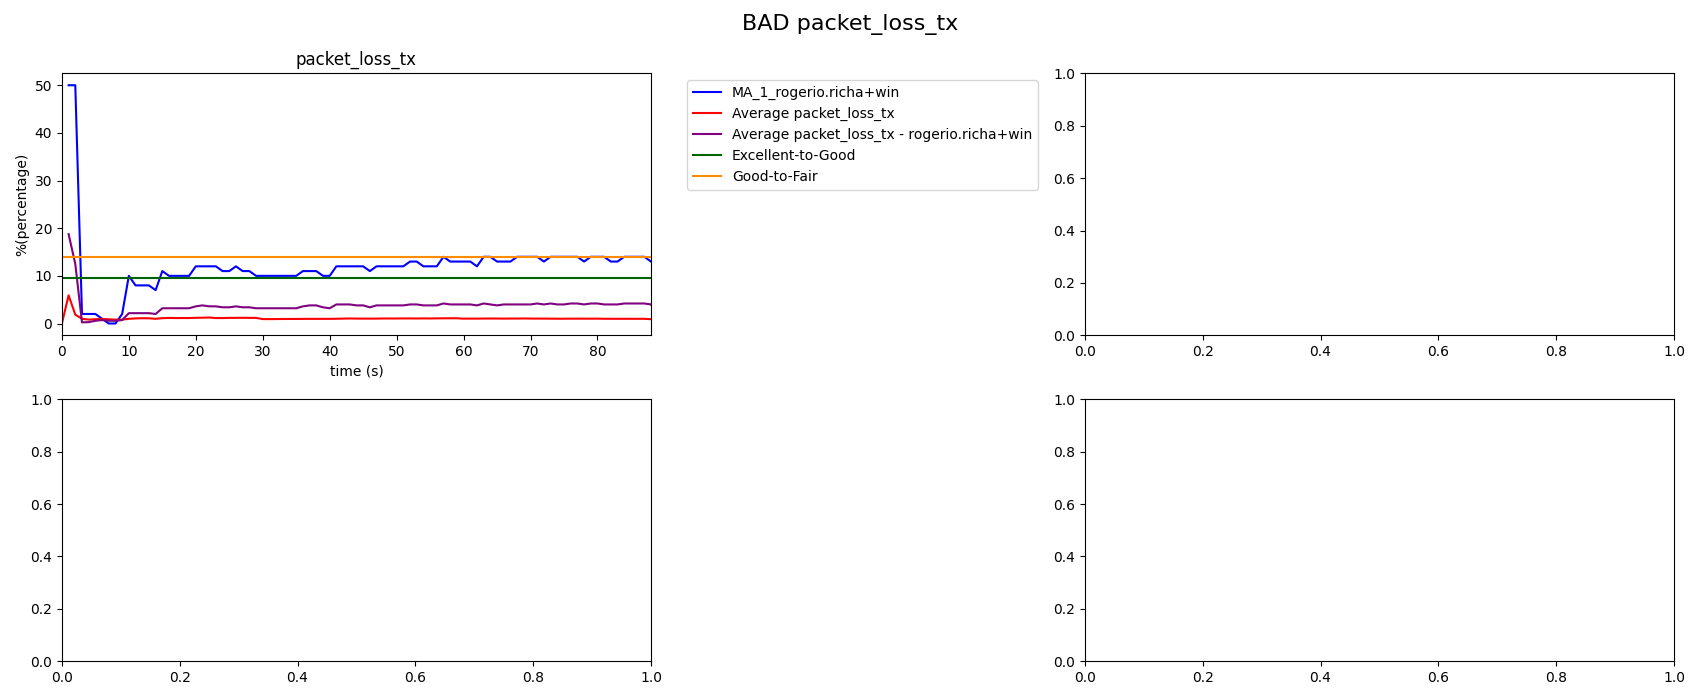 BAD packet_loss_tx
packet_loss_tx
%(percentage)
50
40
30
20
10
0
0 10 20 30 40 50 60 70 80
time (s)
MA_1_rogerio.richa+win
Average packet_loss_tx
Average packet_loss_tx - rogerio.richa+win
Excellent-to-Good
Good-to-Fair
1.0
0.8
0.6
0.4
0.2
0.0
0.0 0.2 0.4 0.6 0.8 1.0
1.0
0.8
0.6
0.4
0.2
0.0
0.0 0.2 0.4 0.6 0.8 1.0
1.0
0.8
0.6
0.4
0.2
0.0
0.0 0.2 0.4 0.6 0.8 1.0